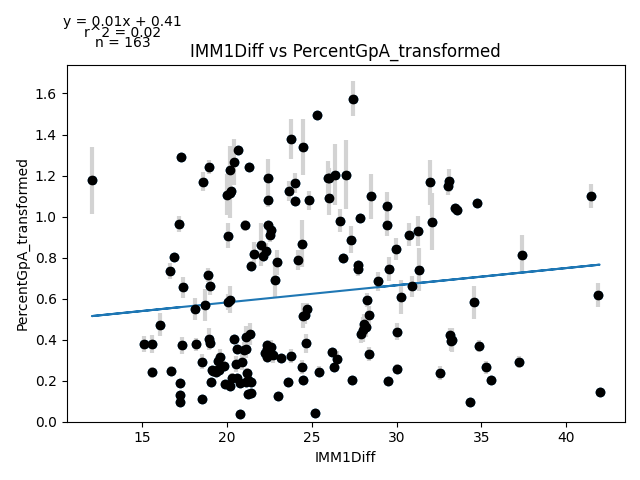 y = 0.01x + 0.41
r^2 = 0.02
n = 163
IMM1Diff vs PercentGpA_transformed
PercentGpA_transformed
1.6
1.4
1.2
1.0
0.8
0.6
0.4
0.2
0.0
15 20 25 30 35 40
IMM1Diff